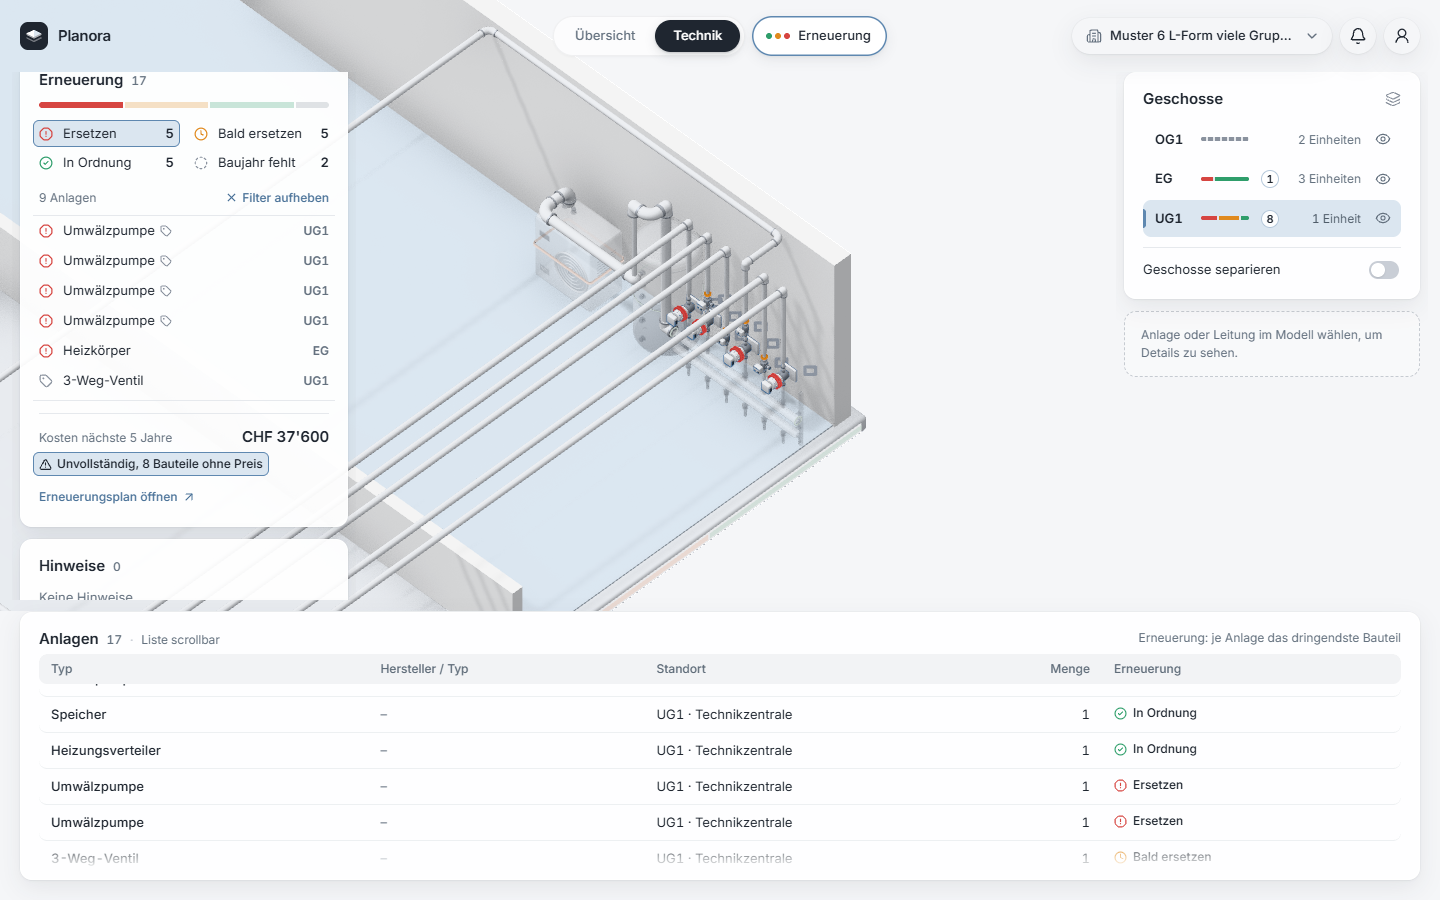 Planora
Übersicht
Technik
Erneuerung
Muster 6 L-Form viele Grup...
Erneuerung 17
Ersetzen 5
Bald ersetzen 5
In Ordnung 5
Baujahr fehlt 2
9 Anlagen
Filter aufheben
Umwälzpumpe UG1
Umwälzpumpe UG1
Umwälzpumpe UG1
Umwälzpumpe UG1
Heizkörper EG
3-Weg-Ventil UG1
Kosten nächste 5 Jahre CHF 37'600
Unvollständig, 8 Bauteile ohne Preis
Erneuerungsplan öffnen
Hinweise 0
Keine Hinweise
Geschosse
OG1 2 Einheiten
EG 1 3 Einheiten
UG1 8 1 Einheit
Geschosse separieren
Anlage oder Leitung im Modell wählen, um
Details zu sehen.
Anlagen 17 · Liste scrollbar
Erneuerung: je Anlage das dringendste Bauteil
Typ Hersteller / Typ Standort Menge Erneuerung
Speicher – UG1 · Technikzentrale 1 In Ordnung
Heizungsverteiler – UG1 · Technikzentrale 1 In Ordnung
Umwälzpumpe – UG1 · Technikzentrale 1 Ersetzen
Umwälzpumpe – UG1 · Technikzentrale 1 Ersetzen
3-Weg-Ventil – UG1 · Technikzentrale 1 Bald ersetzen